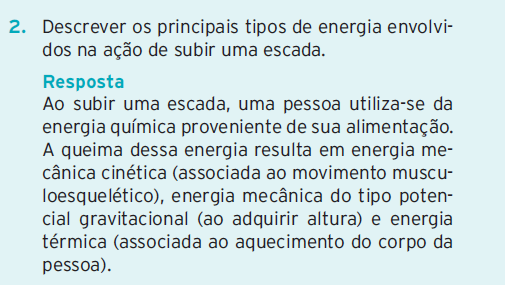 2. Descrever os principais tipos de energia envolvi-
dos na ação de subir uma escada.
Resposta
Ao subir uma escada, uma pessoa utiliza-se da
energia química proveniente de sua alimentação.
A queima dessa energia resulta em energia me-
cânica cinética (associada ao movimento muscu-
loesquelético), energia mecânica do tipo poten-
cial gravitacional (ao adquirir altura) e energia
térmica (associada ao aquecimento do corpo da
pessoa).